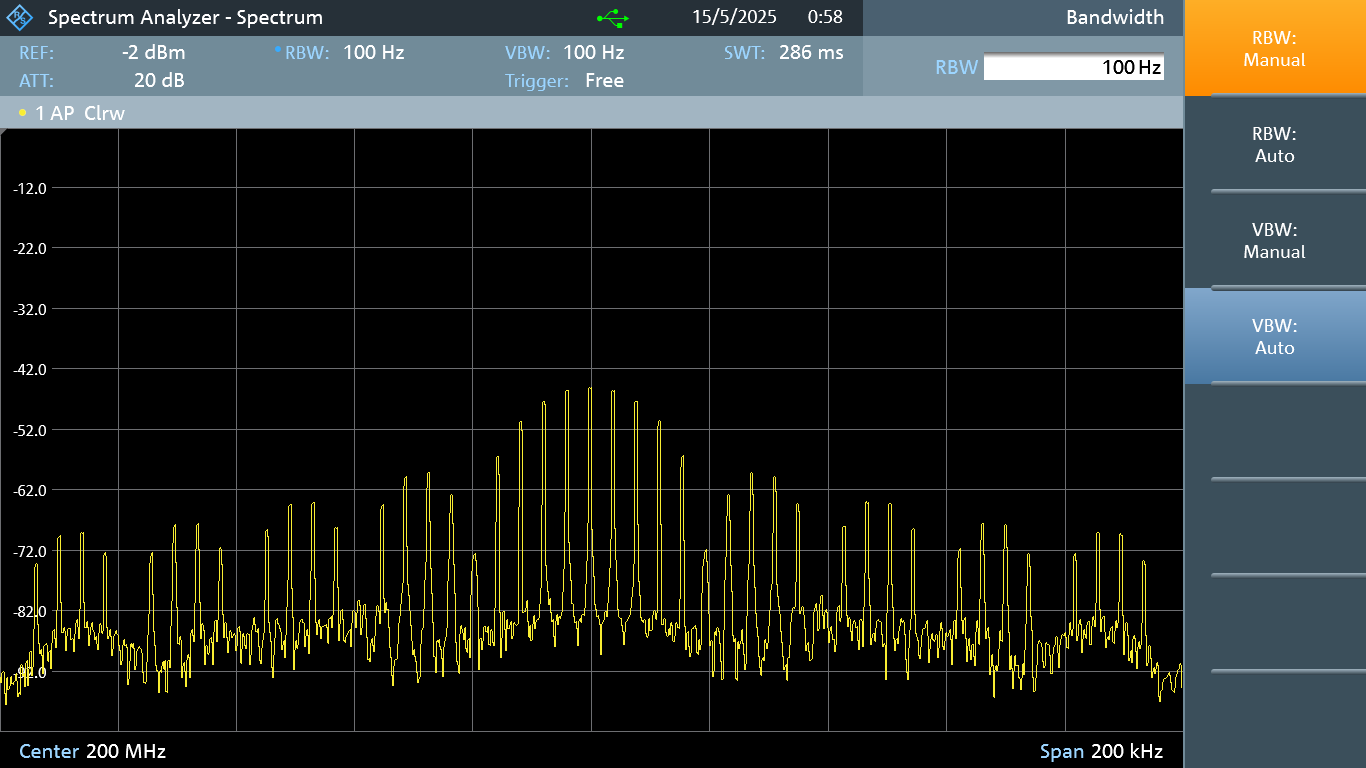 Spectrum Analyzer - Spectrum 15/5/2025 0:58 Bandwidth
REF: -2 dBm RBW: 100 Hz VBW: 100 Hz SWT: 286 ms
ATT: 20 dB Trigger: Free
RBW 100 Hz
1 AP Clrw
-12.0
-22.0
-32.0
-42.0
-52.0
-62.0
-72.0
-82.0
-92.0
Center 200 MHz Span 200 kHz
RBW:
Manual
RBW:
Auto
VBW:
Manual
VBW:
Auto